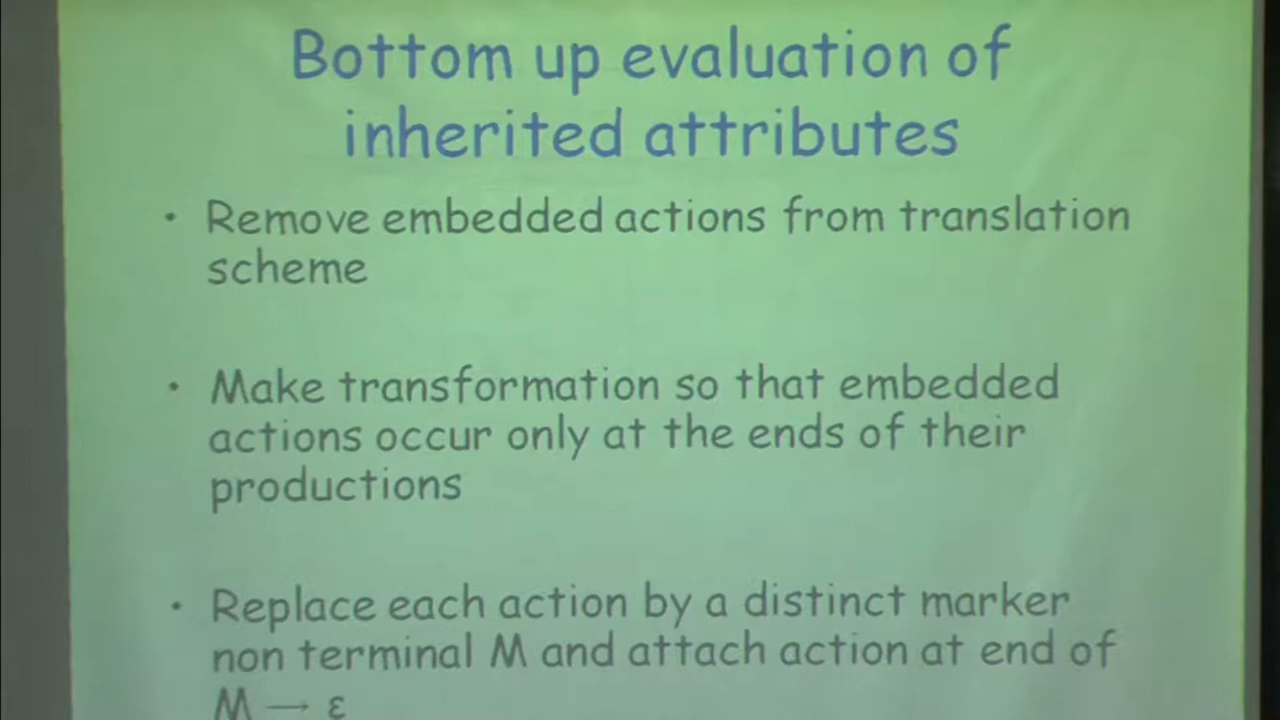 Bottom up evaluation of
inherited attributes
• Remove embedded actions from translation
scheme
• Make transformation so that embedded
actions occur only at the ends of their
productions
• Replace each action by a distinct marker
non terminal M and attach action at end of
M → ε